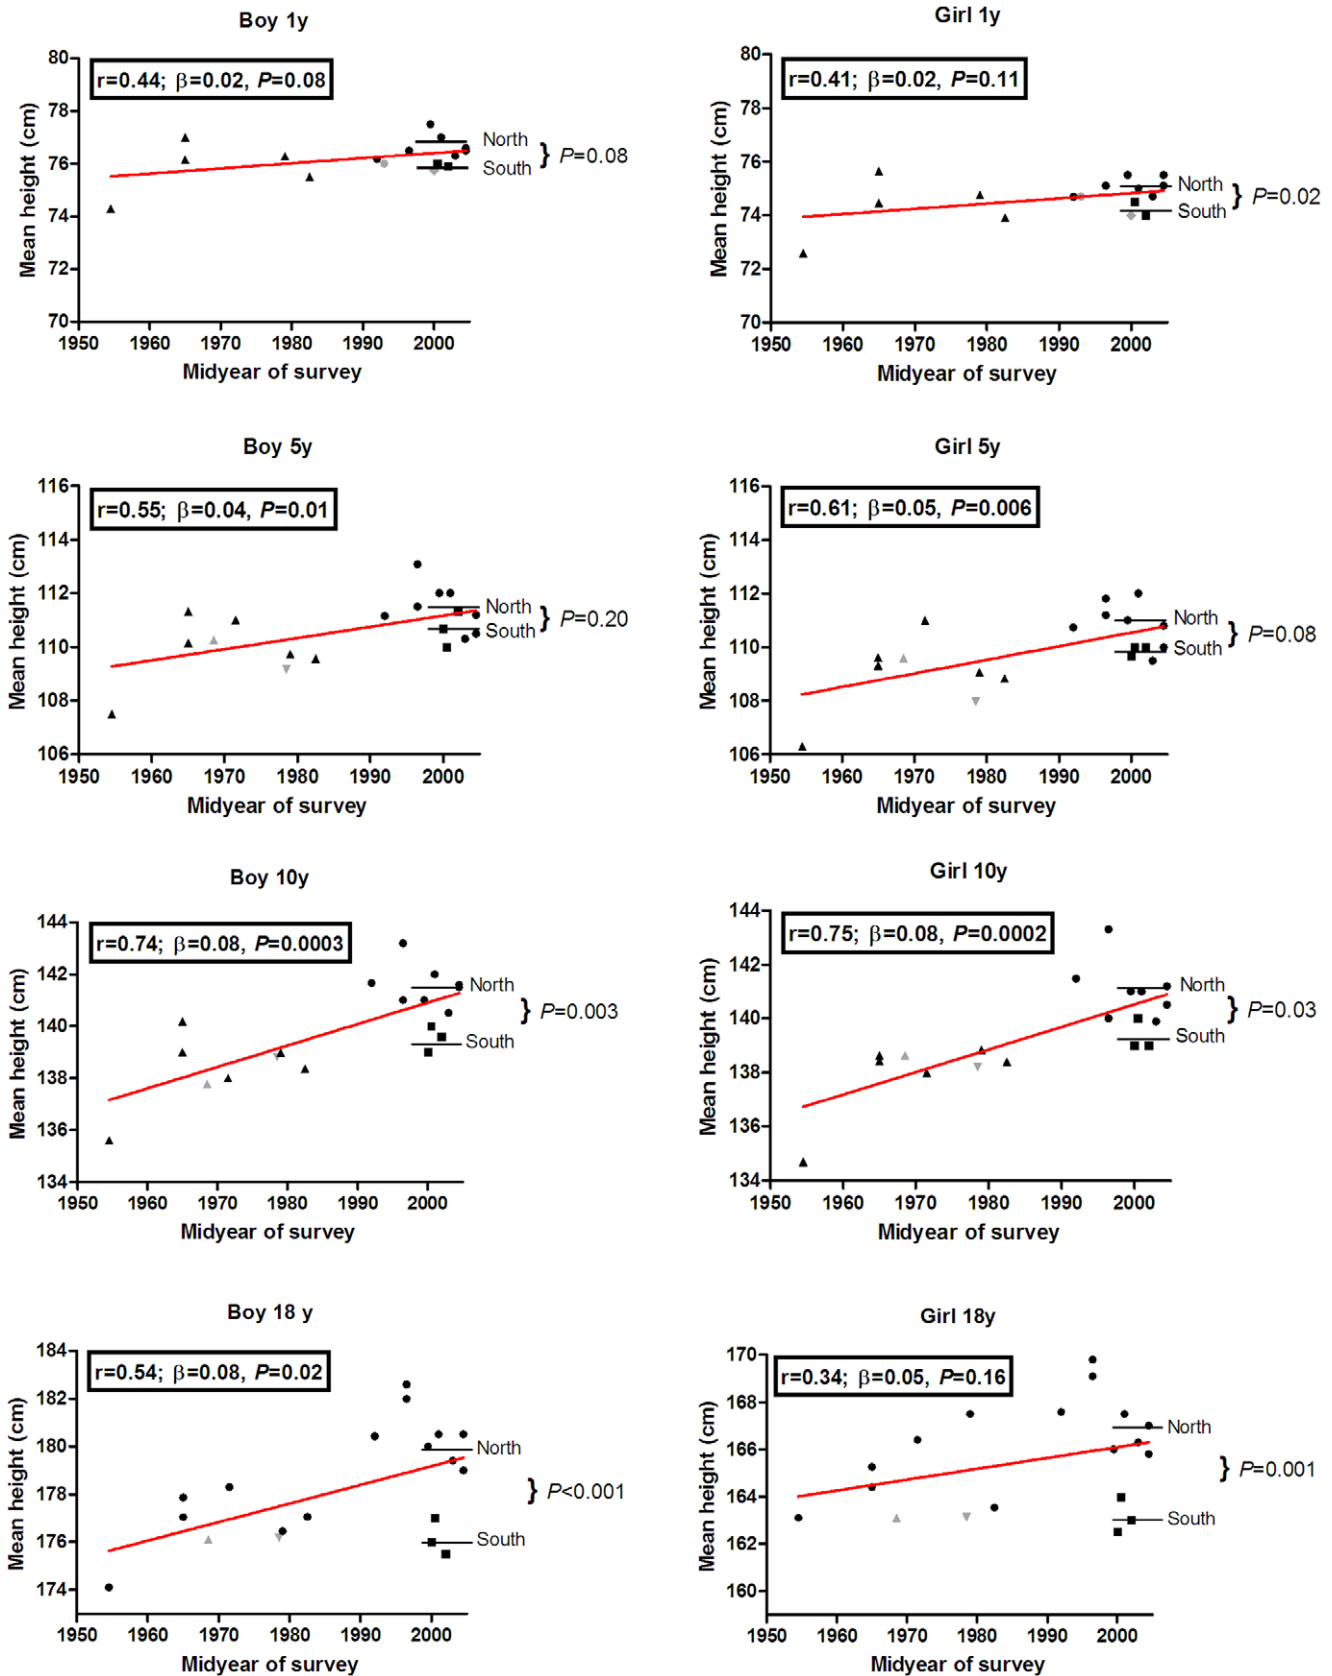 Boy 1y
r=0.44; β=0.02, P=0.08
Mean height (cm)
80
78
76
74
72
70
1950 1960 1970 1980 1990 2000
Midyear of survey
North
South
} P=0.08
Girl 1y
r=0.41; β=0.02, P=0.11
Mean height (cm)
80
78
76
74
72
70
1950 1960 1970 1980 1990 2000
Midyear of survey
North
South
} P=0.02
Boy 5y
r=0.55; β=0.04, P=0.01
Mean height (cm)
116
114
112
110
108
106
1950 1960 1970 1980 1990 2000
Midyear of survey
North
South
} P=0.20
Girl 5y
r=0.61; β=0.05, P=0.006
Mean height (cm)
116
114
112
110
108
106
1950 1960 1970 1980 1990 2000
Midyear of survey
North
South
} P=0.08
Boy 10y
r=0.74; β=0.08, P=0.0003
Mean height (cm)
144
142
140
138
136
134
1950 1960 1970 1980 1990 2000
Midyear of survey
North
South
} P=0.003
Girl 10y
r=0.75; β=0.08, P=0.0002
Mean height (cm)
144
142
140
138
136
134
1950 1960 1970 1980 1990 2000
Midyear of survey
North
South
} P=0.03
Boy 18 y
r=0.54; β=0.08, P=0.02
Mean height (cm)
184
182
180
178
176
174
1950 1960 1970 1980 1990 2000
Midyear of survey
North
South
} P<0.001
Girl 18y
r=0.34; β=0.05, P=0.16
Mean height (cm)
170
168
166
164
162
160
1950 1960 1970 1980 1990 2000
Midyear of survey
North
South
} P=0.001